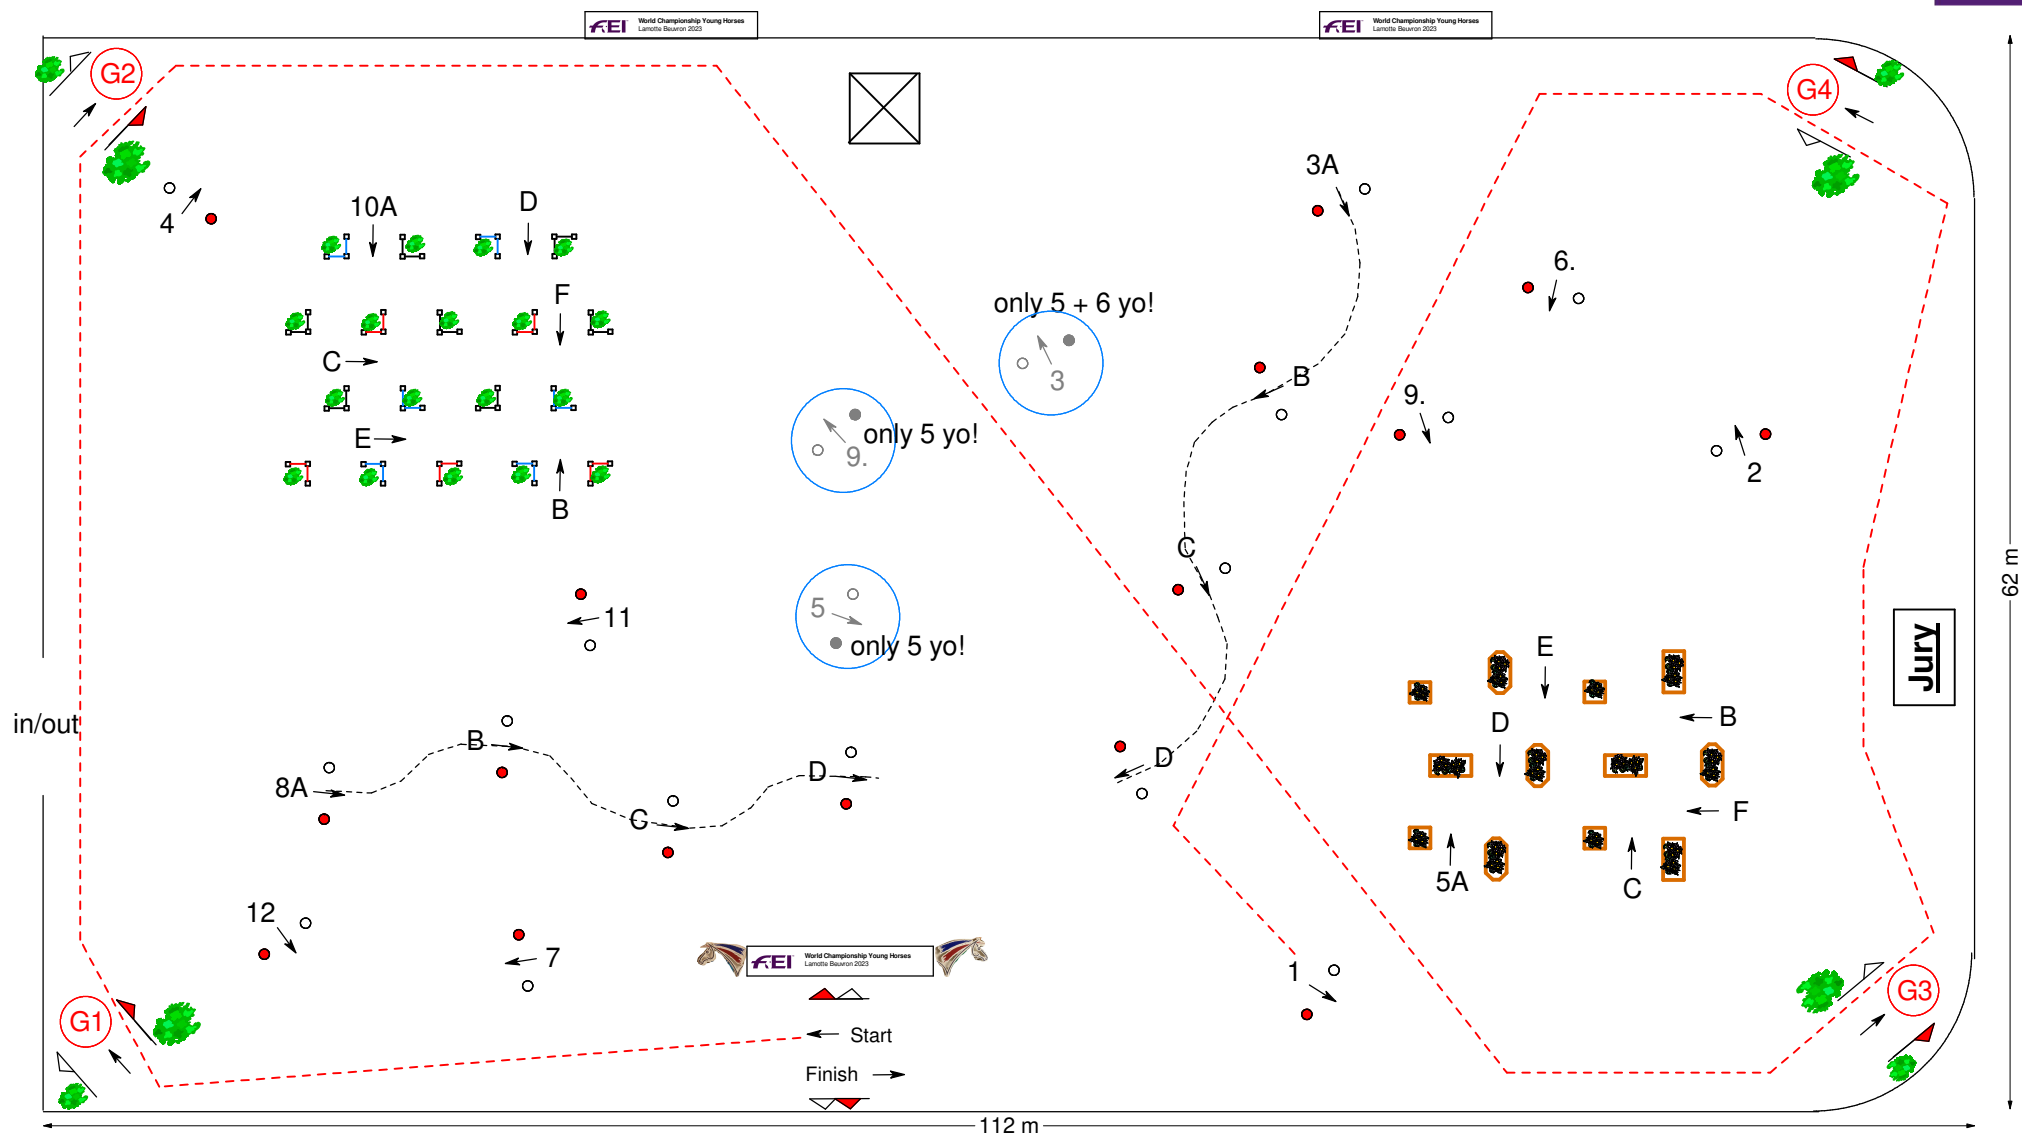 FEI World Championship Young Horses
Lamotte Beuvron 2023
FEI World Championship Young Horses
Lamotte Beuvron 2023
G2
G4
3A
4
10A
D
6.
F
only 5 + 6 yo!
3
C
B
9.
only 5 yo!
9.
E
2
B
C
62 m
5
11
only 5 yo!
E
Jury
in/out
B
D
B
D
D
8A
C
F
5A
C
12
7
FEI World Championship Young Horses
Lamotte Beuvron 2023
1
G3
G1
Start
Finish
112 m